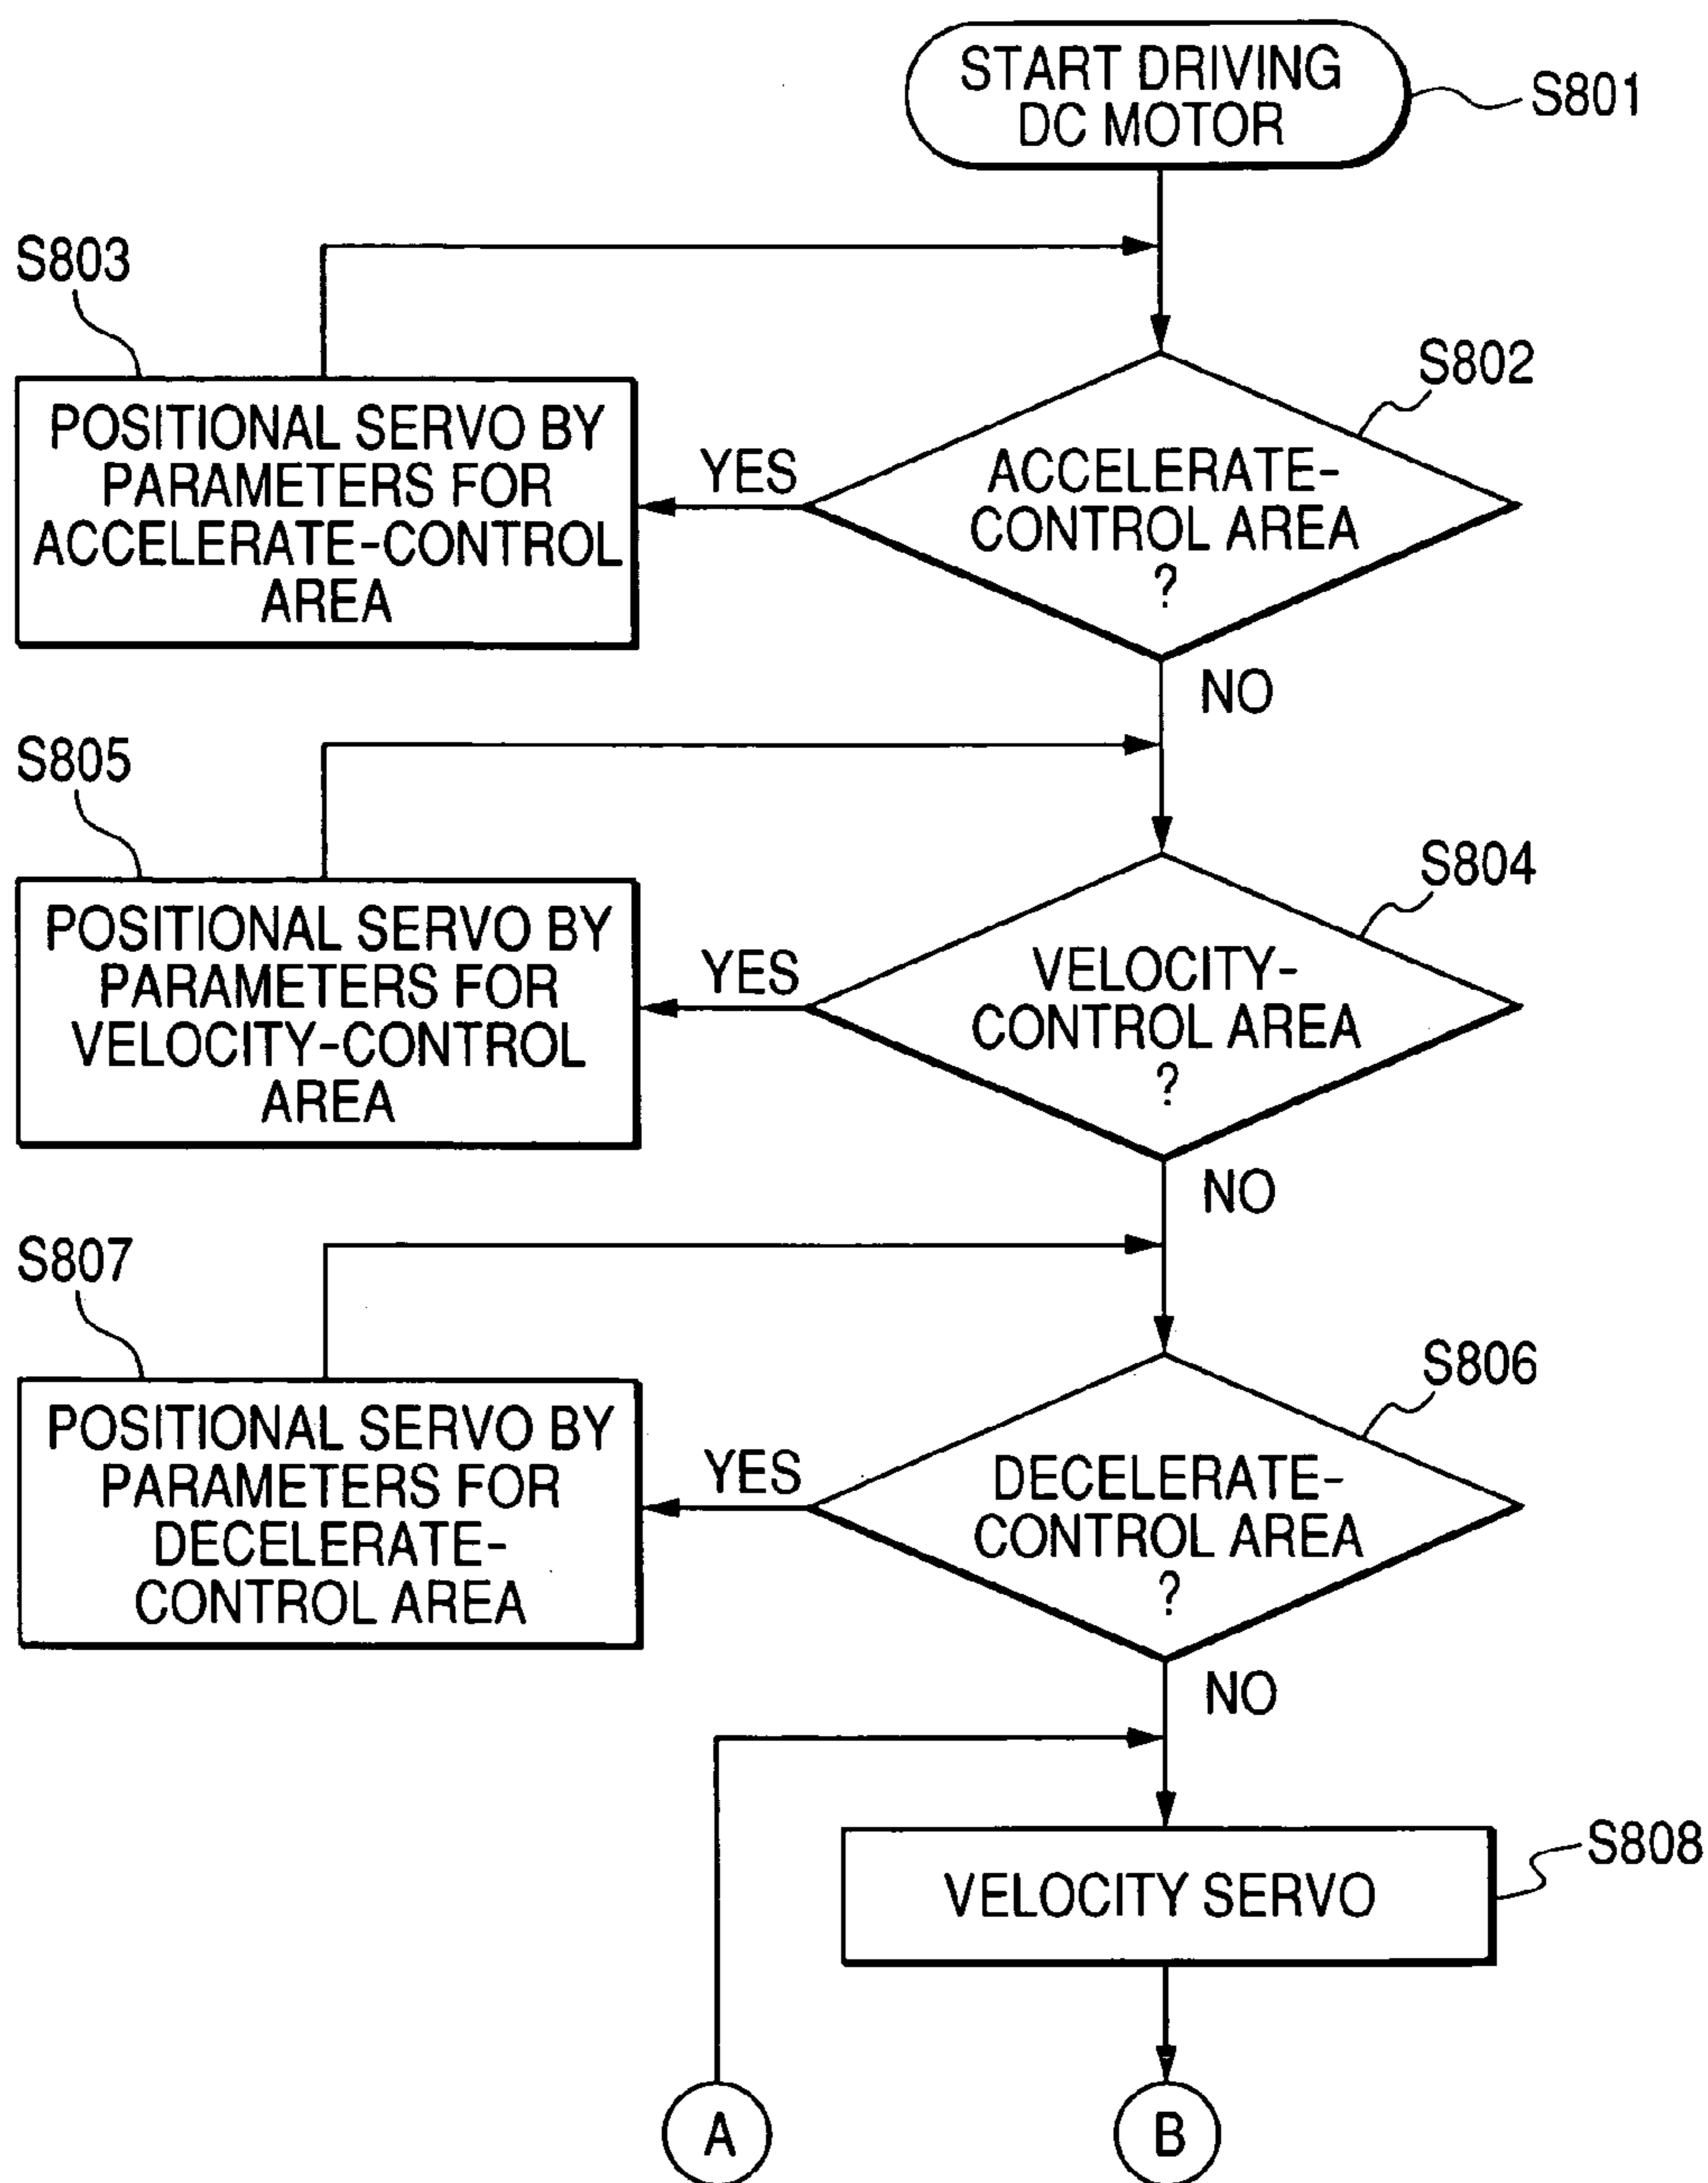 START DRIVING
DC MOTOR
S801
S803
S802
POSITIONAL SERVO BY
PARAMETERS FOR
ACCELERATE-CONTROL
AREA
YES
ACCELERATE-
CONTROL AREA
?
NO
S805
S804
POSITIONAL SERVO BY
PARAMETERS FOR
VELOCITY-CONTROL
AREA
YES
VELOCITY-
CONTROL AREA
?
NO
S807
S806
POSITIONAL SERVO BY
PARAMETERS FOR
DECELERATE-
CONTROL AREA
YES
DECELERATE-
CONTROL AREA
?
NO
VELOCITY SERVO
S808
A
B